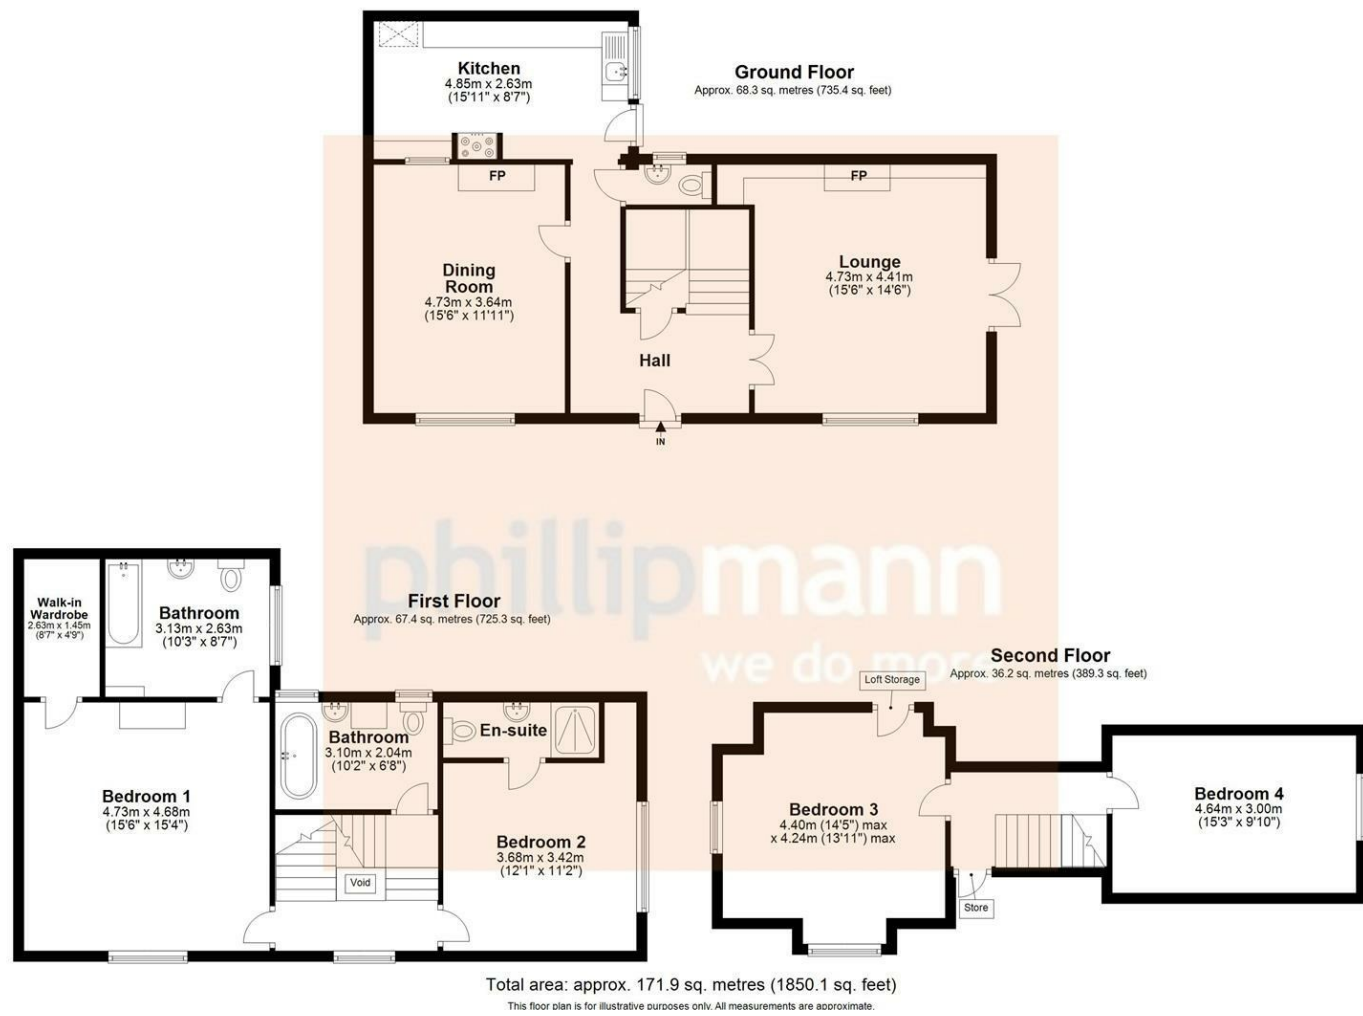 Ground Floor
Approx. 68.3 sq. metres (735.4 sq. feet)
Kitchen
4.85m x 2.63m
(15'11" x 8'7")
FP
FP
Dining
Room
4.73m x 3.64m
(15'6" x 11'11")
Lounge
4.73m x 4.41m
(15'6" x 14'6")
Hall
IN
phillipmann
we do more
First Floor
Approx. 67.4 sq. metres (725.3 sq. feet)
Walk-in
Wardrobe
2.63m x 1.45m
(8'7" x 4'9")
Bathroom
3.13m x 2.63m
(10'3" x 8'7")
Bathroom
3.10m x 2.04m
(10'2" x 6'8")
En-suite
Bedroom 1
4.73m x 4.68m
(15'6" x 15'4")
Bedroom 2
3.68m x 3.42m
(12'1" x 11'2")
Void
Second Floor
Approx. 36.2 sq. metres (389.3 sq. feet)
Loft Storage
Bedroom 3
4.40m (14'5") max
x 4.24m (13'11") max
Bedroom 4
4.64m x 3.00m
(15'3" x 9'10")
Store
Total area: approx. 171.9 sq. metres (1850.1 sq. feet)
This floor plan is for illustrative purposes only. All measurements are approximate.